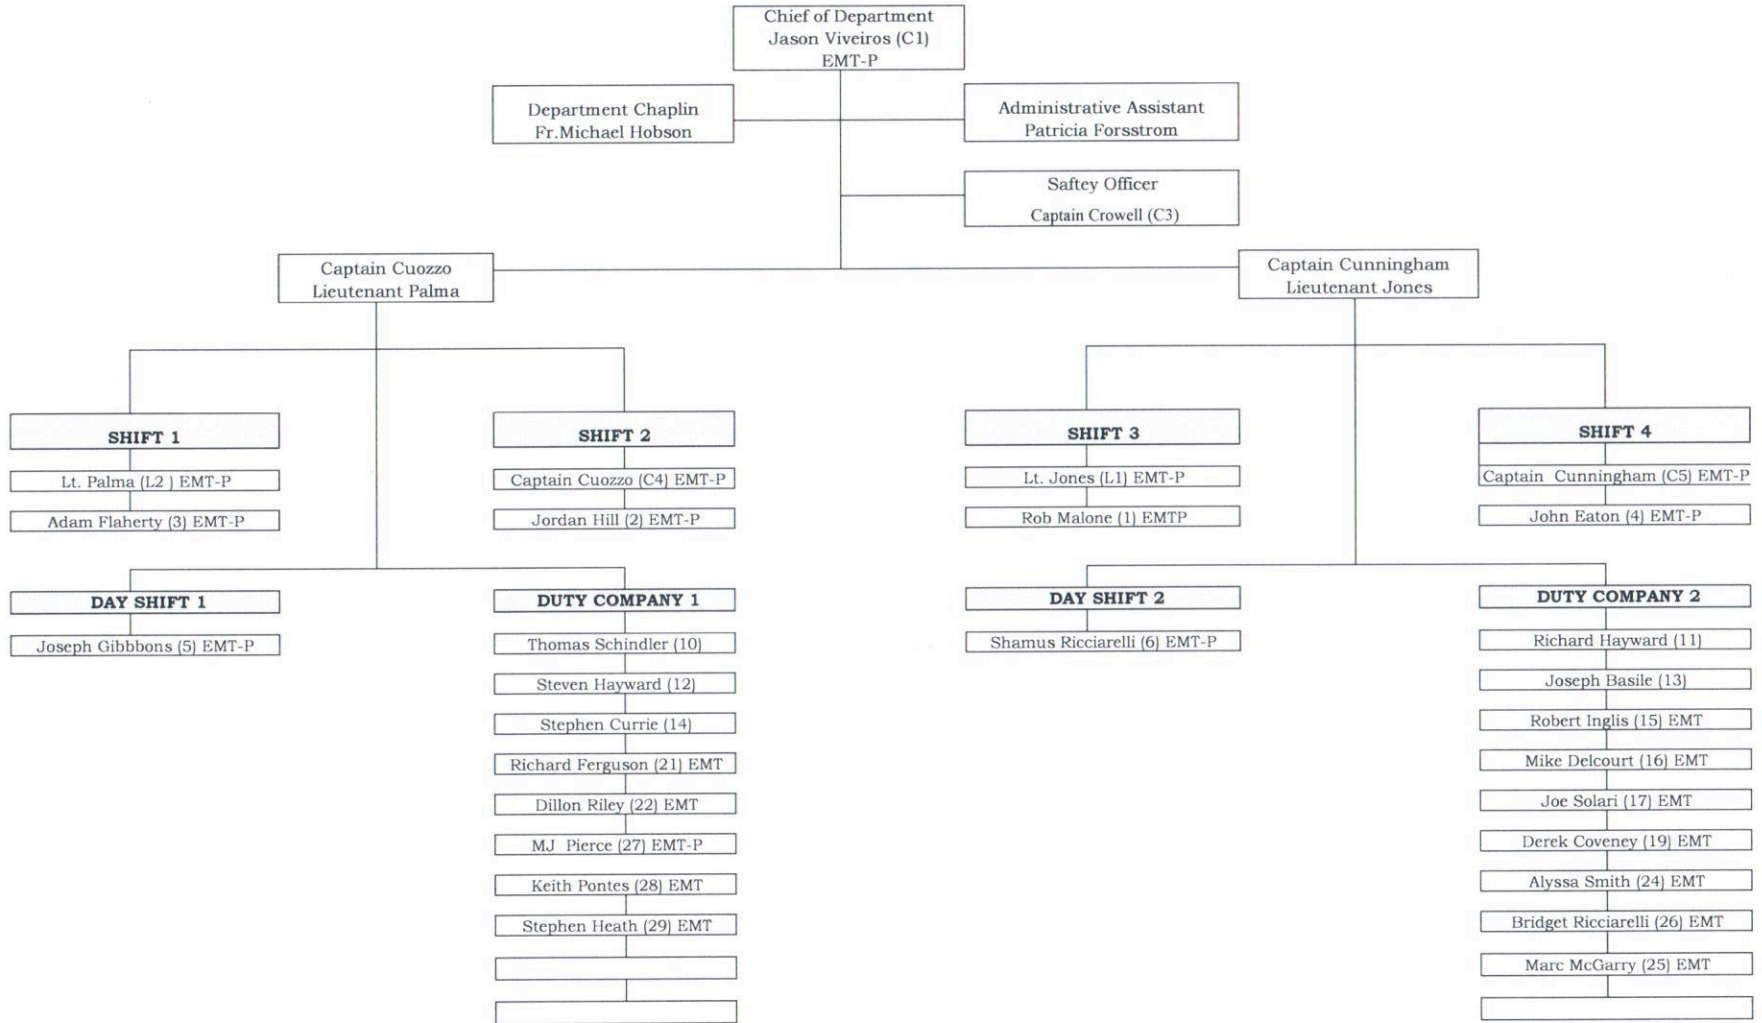 Chief of Department
Jason Viveiros (C1)
EMT-P
Department Chaplin
Fr.Michael Hobson
Administrative Assistant
Patricia Forsstrom
Saftey Officer
Captain Crowell (C3)
Captain Cuozzo
Lieutenant Palma
Captain Cunningham
Lieutenant Jones
SHIFT 1
Lt. Palma (L2 ) EMT-P
Adam Flaherty (3) EMT-P
SHIFT 2
Captain Cuozzo (C4) EMT-P
Jordan Hill (2) EMT-P
SHIFT 3
Lt. Jones (L1) EMT-P
Rob Malone (1) EMTP
SHIFT 4
Captain Cunningham (C5) EMT-P
John Eaton (4) EMT-P
DAY SHIFT 1
Joseph Gibbbons (5) EMT-P
DUTY COMPANY 1
Thomas Schindler (10)
Steven Hayward (12)
Stephen Currie (14)
Richard Ferguson (21) EMT
Dillon Riley (22) EMT
MJ Pierce (27) EMT-P
Keith Pontes (28) EMT
Stephen Heath (29) EMT
DAY SHIFT 2
Shamus Ricciarelli (6) EMT-P
DUTY COMPANY 2
Richard Hayward (11)
Joseph Basile (13)
Robert Inglis (15) EMT
Mike Delcourt (16) EMT
Joe Solari (17) EMT
Derek Coveney (19) EMT
Alyssa Smith (24) EMT
Bridget Ricciarelli (26) EMT
Marc McGarry (25) EMT